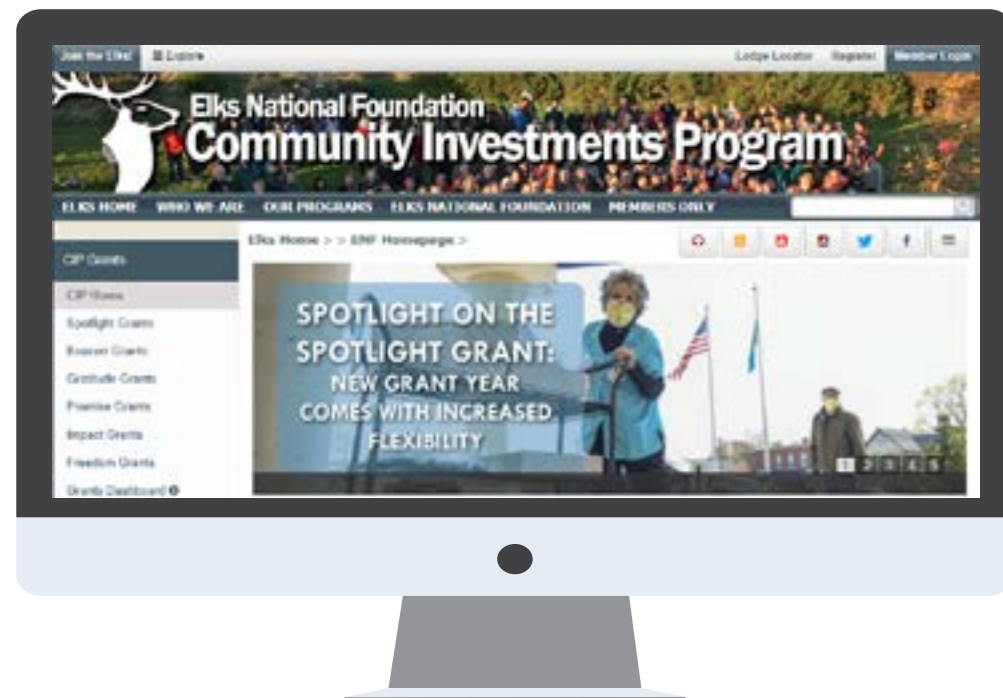 Join the Elks!
Explore
Lodge Locator Register Member Login
Elks National Foundation
Community Investments Program
ELKS HOME WHO WE ARE OUR PROGRAMS ELKS NATIONAL FOUNDATION MEMBERS ONLY
Elks Home > > ENF Homepage >
CIP Grants
CIP Home
Spotlight Grants
Beacon Grants
Gratitude Grants
Promise Grants
Impact Grants
Freedom Grants
Grants Dashboard
SPOTLIGHT ON THE
SPOTLIGHT GRANT:
NEW GRANT YEAR
COMES WITH INCREASED
FLEXIBILITY
1 2 3 4 5